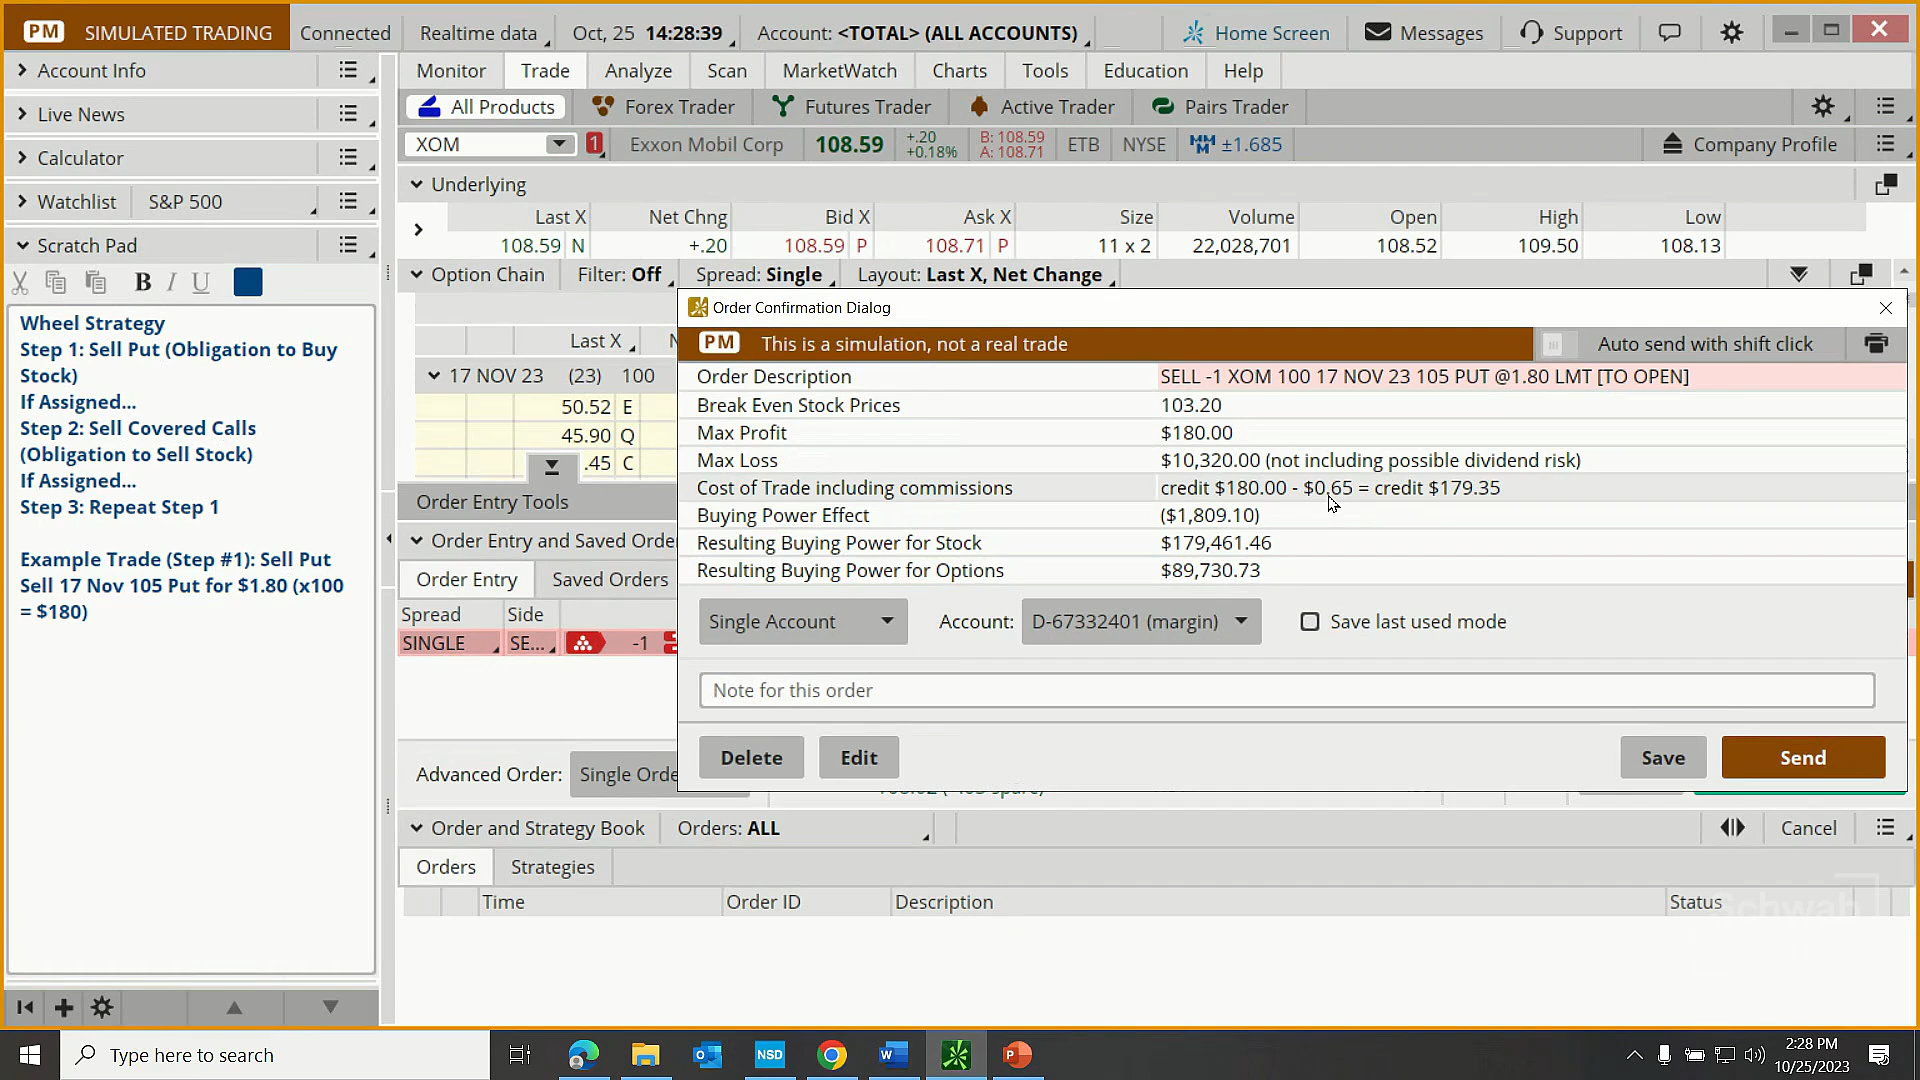 PM SIMULATED TRADING Connected Realtime data Oct, 25 14:28:39 Account: <TOTAL> (ALL ACCOUNTS) Home Screen Messages Support
Account Info
Live News
Calculator
Watchlist S&P 500
Scratch Pad
B I U
Wheel Strategy
Step 1: Sell Put (Obligation to Buy
Stock)
If Assigned...
Step 2: Sell Covered Calls
(Obligation to Sell Stock)
If Assigned...
Step 3: Repeat Step 1
Example Trade (Step #1): Sell Put
Sell 17 Nov 105 Put for $1.80 (x100
= $180)
Monitor Trade Analyze Scan MarketWatch Charts Tools Education Help
All Products Forex Trader Futures Trader Active Trader Pairs Trader
XOM 1 Exxon Mobil Corp 108.59 +.20 +0.18% B: 108.59 A: 108.71 ETB NYSE ±1.685 Company Profile
Underlying
Last X Net Chng Bid X Ask X Size Volume Open High Low
108.59 N +.20 108.59 P 108.71 P 11 x 2 22,028,701 108.52 109.50 108.13
Option Chain Filter: Off Spread: Single Layout: Last X, Net Change
Last X N
17 NOV 23 (23) 100
50.52 E
45.90 Q
.45 C
Order Entry Tools
Order Entry and Saved Orde
Order Entry Saved Orders
Spread Side
SINGLE SE... -1
Advanced Order: Single Orde
Order Confirmation Dialog
PM This is a simulation, not a real trade Auto send with shift click
Order Description SELL -1 XOM 100 17 NOV 23 105 PUT @1.80 LMT [TO OPEN]
Break Even Stock Prices 103.20
Max Profit $180.00
Max Loss $10,320.00 (not including possible dividend risk)
Cost of Trade including commissions credit $180.00 - $0.65 = credit $179.35
Buying Power Effect ($1,809.10)
Resulting Buying Power for Stock $179,461.46
Resulting Buying Power for Options $89,730.73
Single Account Account: D-67332401 (margin) Save last used mode
Note for this order
Delete Edit Save Send
Order and Strategy Book Orders: ALL Cancel
Orders Strategies
Time Order ID Description Status
Schwab
Type here to search NSD 2:28 PM
10/25/2023